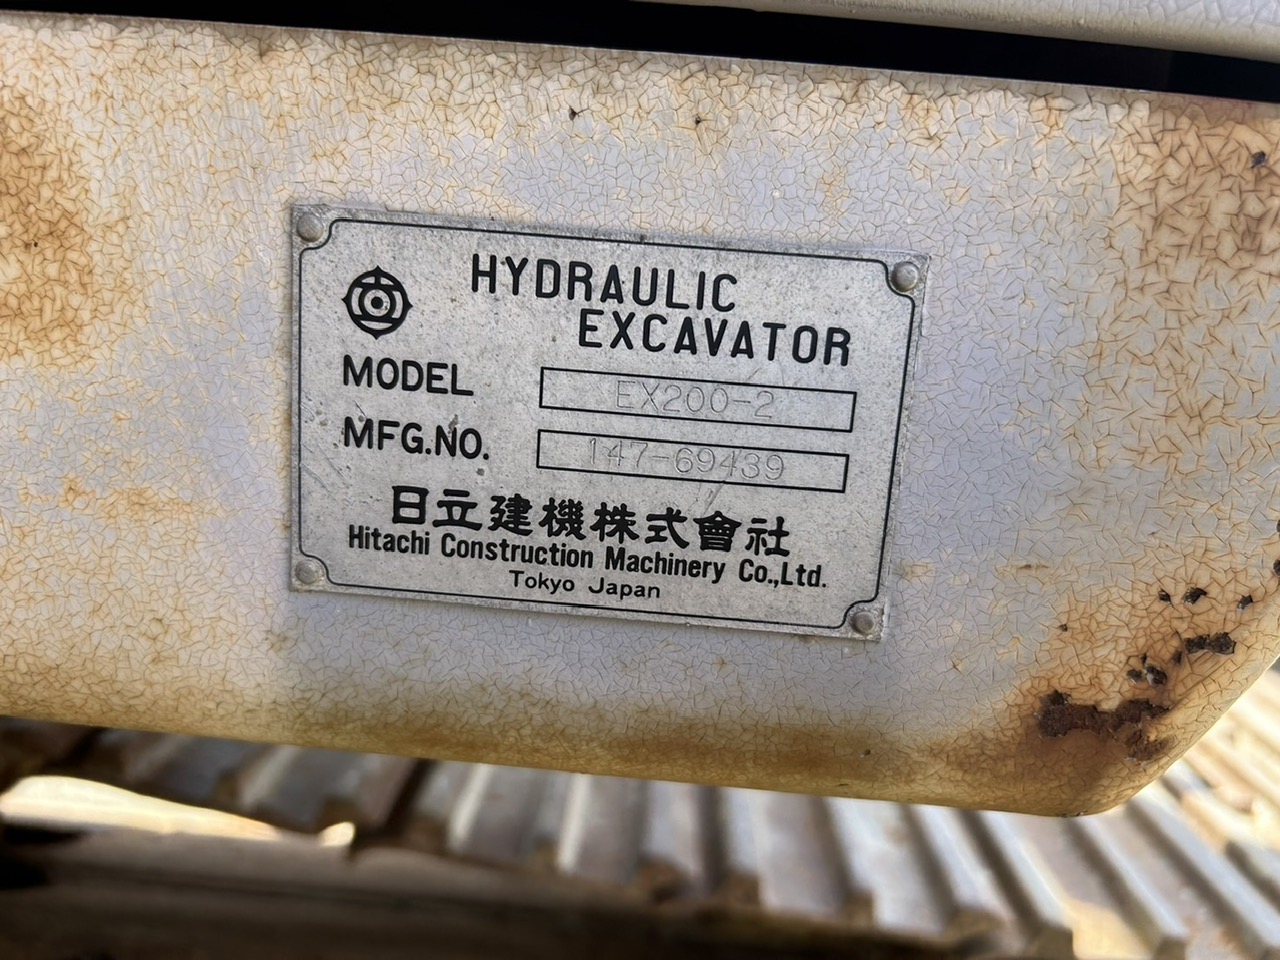 HYDRAULIC
EXCAVATOR
MODEL EX200-2
MFG.NO. 147-69439
日立建機株式會社
Hitachi Construction Machinery Co.,Ltd.
Tokyo Japan